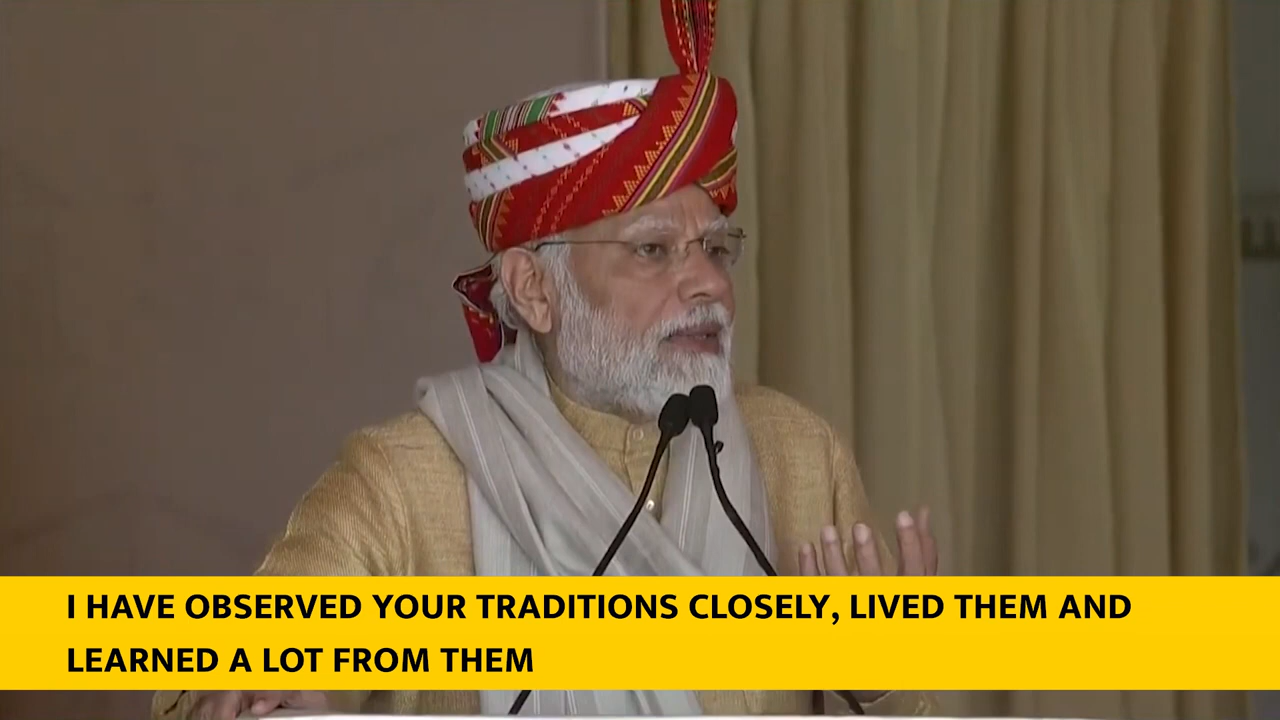 I HAVE OBSERVED YOUR TRADITIONS CLOSELY, LIVED THEM AND
LEARNED A LOT FROM THEM